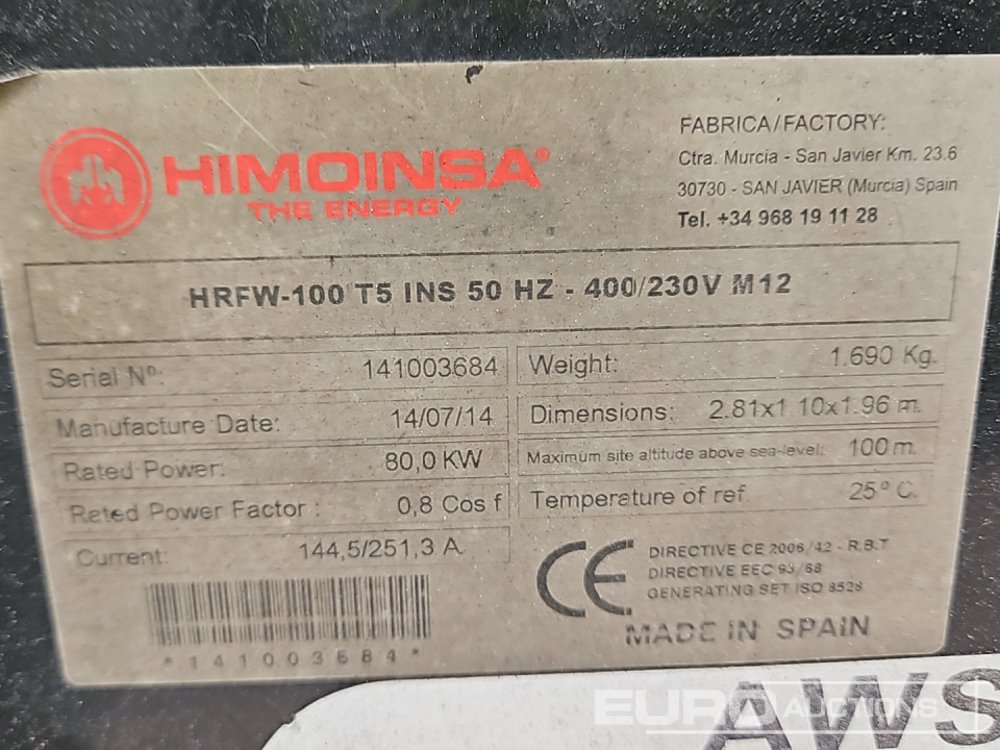 HIMOINSA®
THE ENERGY
FABRICA/FACTORY:
Ctra. Murcia - San Javier Km. 23.6
30730 - SAN JAVIER (Murcia) Spain
Tel. +34 968 19 11 28
HRFW-100 T5 INS 50 HZ - 400/230V M12
Serial Nº: 141003684
Manufacture Date: 14/07/14
Rated Power: 80,0 KW
Rated Power Factor : 0,8 Cos f
Current: 144,5/251,3 A
Weight: 1.690 Kg.
Dimensions: 2.81x1 10x1.96 m.
Maximum site altitude above sea-level: 100 m.
Temperature of ref 25º C.
CE
DIRECTIVE CE 2006/42 - R.B.T
DIRECTIVE EEC 93/68
GENERATING SET ISO 8528
MADE IN SPAIN
*141003684*
AWS
EURO AUCTIONS